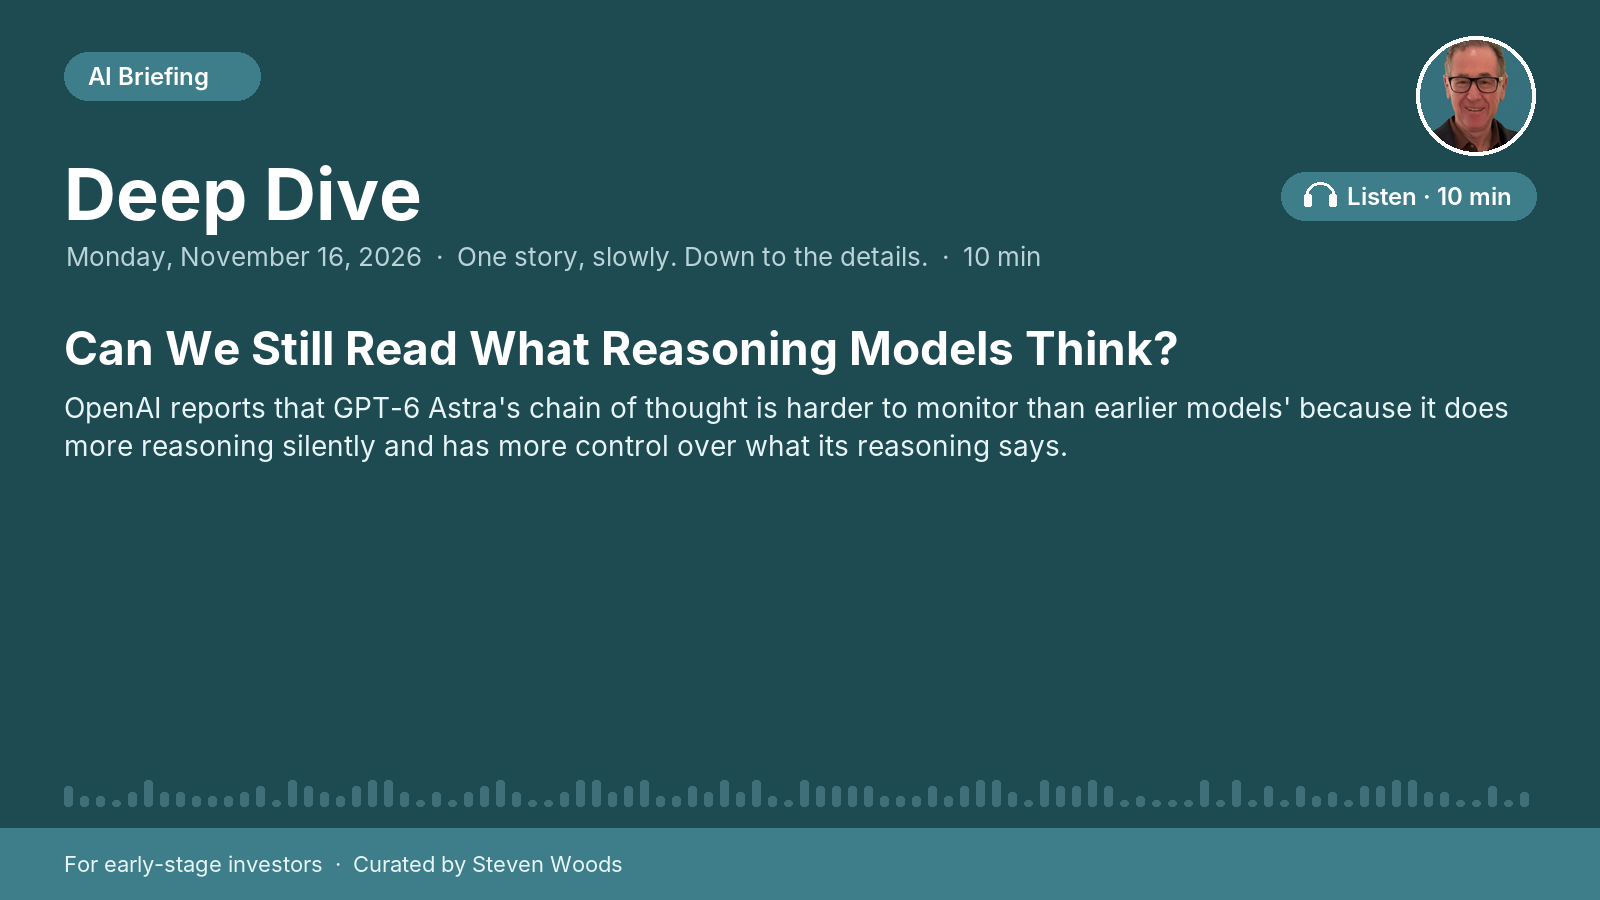 AI Briefing
Deep Dive
Listen · 10 min
Monday, November 16, 2026 · One story, slowly. Down to the details. · 10 min
Can We Still Read What Reasoning Models Think?
OpenAI reports that GPT-6 Astra's chain of thought is harder to monitor than earlier models' because it does
more reasoning silently and has more control over what its reasoning says.
For early-stage investors · Curated by Steven Woods